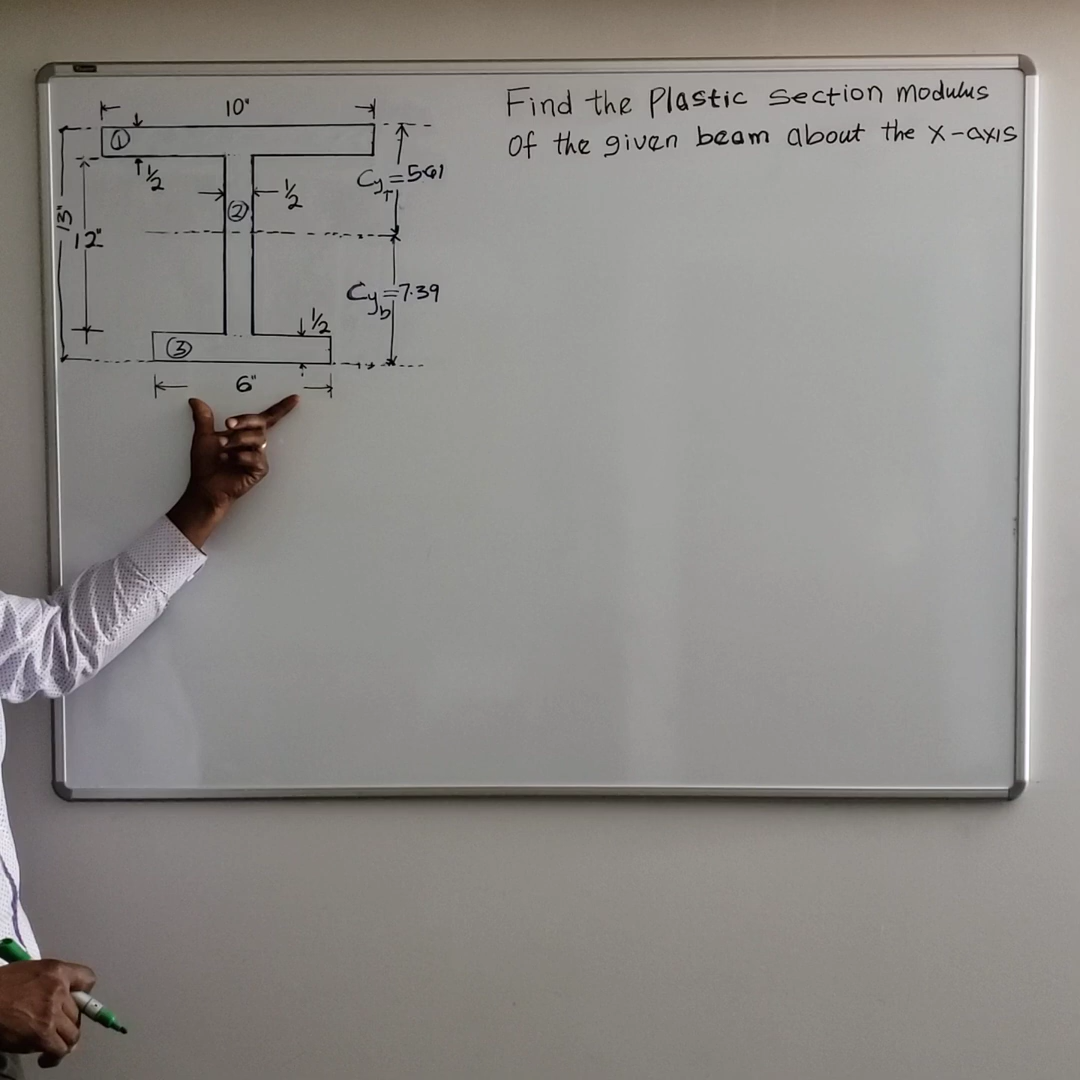 Find the Plastic section modulus
of the given beam about the x-axis
10"
①
1/2
1/2
②
Cy_T = 5.61
13"
12"
Cy_b = 7.39
1/2
③
6"